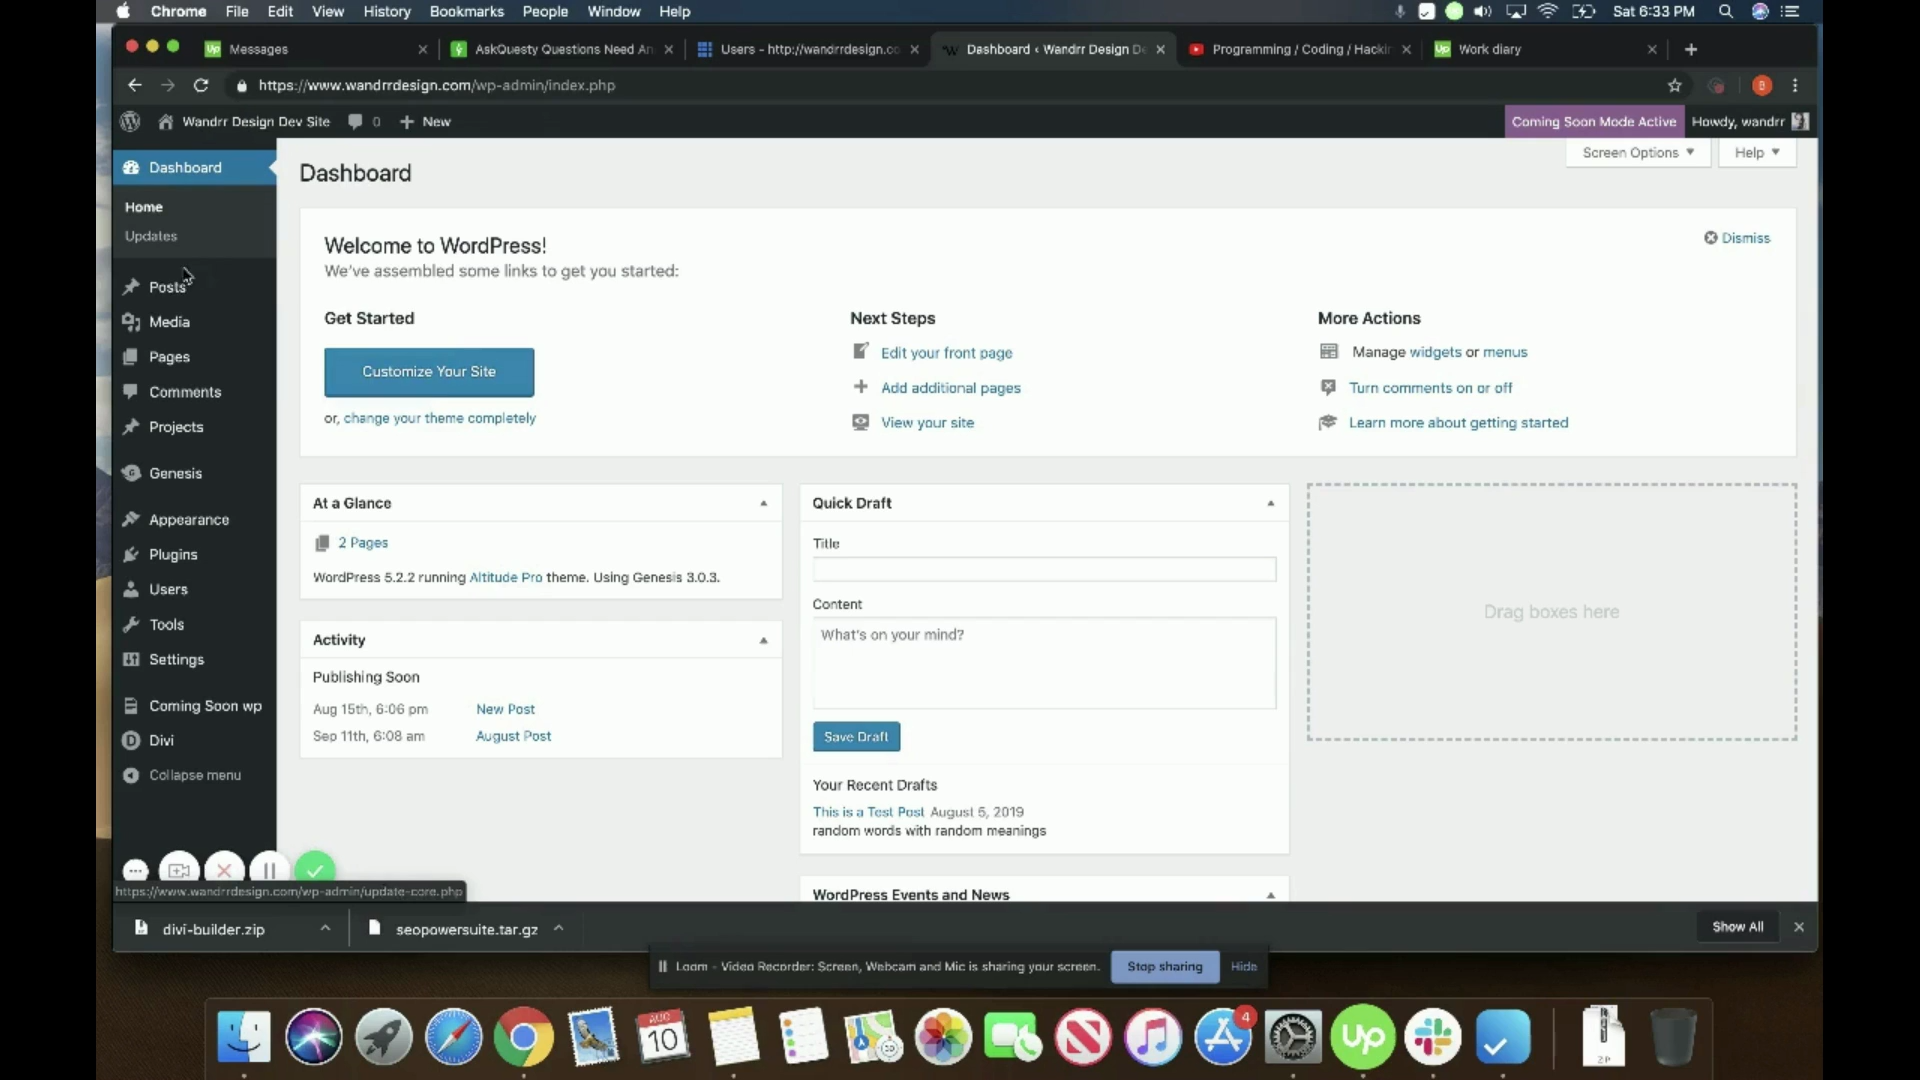 Chrome File Edit View History Bookmarks People Window Help Sat 6:33 PM
Up Messages AskQuesty Questions Need An Users - http://wandrrdesign.co Dashboard ‹ Wandrr Design De Programming / Coding / Hackin Up Work diary
https://www.wandrrdesign.com/wp-admin/index.php B
Wandrr Design Dev Site 0 New Coming Soon Mode Active Howdy, wandrr
Screen Options Help
Dashboard
Home
Updates
Posts
Media
Pages
Comments
Projects
Genesis
Appearance
Plugins
Users
Tools
Settings
Coming Soon wp
Divi
Collapse menu
Dashboard
Welcome to WordPress!
We've assembled some links to get you started:
Dismiss
Get Started
Customize Your Site
or, change your theme completely
Next Steps
Edit your front page
Add additional pages
View your site
More Actions
Manage widgets or menus
Turn comments on or off
Learn more about getting started
At a Glance
2 Pages
WordPress 5.2.2 running Altitude Pro theme. Using Genesis 3.0.3.
Activity
Publishing Soon
Aug 15th, 6:06 pm New Post
Sep 11th, 6:08 am August Post
Quick Draft
Title
Content
What's on your mind?
Save Draft
Your Recent Drafts
This is a Test Post August 5, 2019
random words with random meanings
WordPress Events and News
Drag boxes here
https://www.wandrrdesign.com/wp-admin/update-core.php
divi-builder.zip seopowersuite.tar.gz Show All
Loom - Video Recorder: Screen, Webcam and Mic is sharing your screen. Stop sharing Hide
AUG
10
4
Up
ZIP